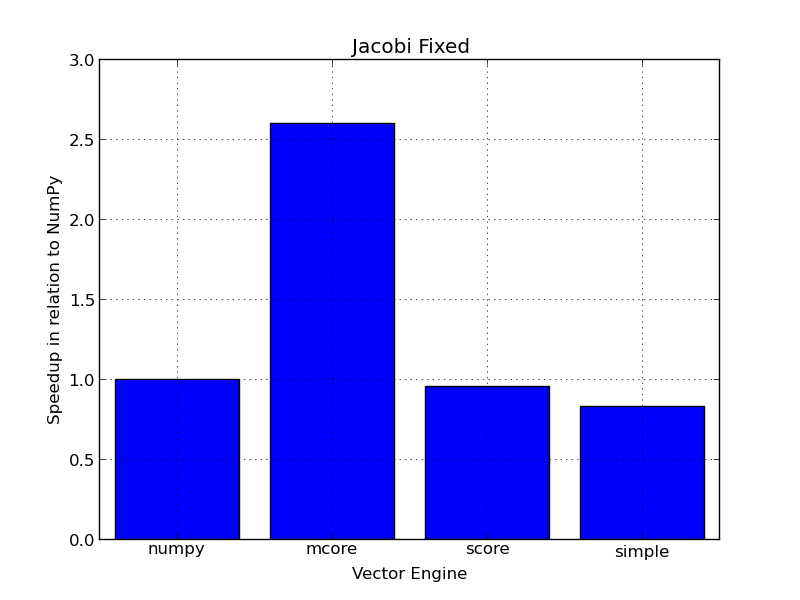 Jacobi Fixed
3.0
2.5
2.0
1.5
1.0
0.5
0.0
Speedup in relation to NumPy
numpy mcore score simple
Vector Engine